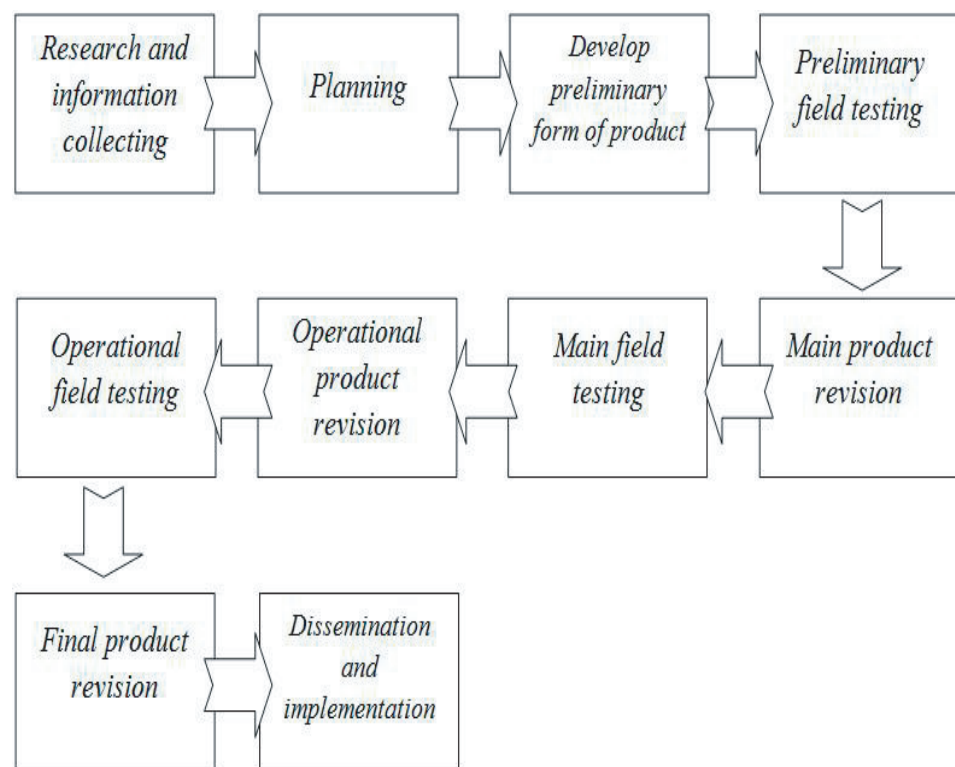 Research and
information
collecting
Planning
Develop
preliminary
form of product
Preliminary
field testing
Operational
field testing
Operational
product
revision
Main field
testing
Main product
revision
Final product
revision
Dissemination
and
implementation